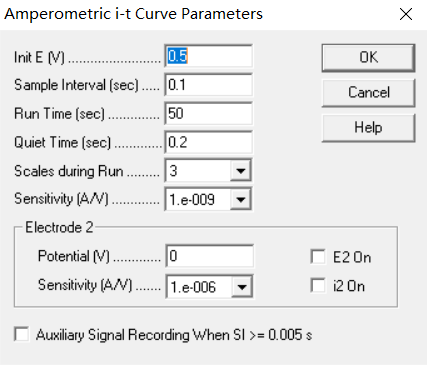 Amperometric i-t Curve Parameters
Init E (V) ...................... 0.5 OK
Sample Interval (sec) ..... 0.1 Cancel
Run Time (sec) .............. 50 Help
Quiet Time (sec) ............ 0.2
Scales during Run ........ 3
Sensitivity (A/V) ............ 1.e-009
Electrode 2
Potential (V) ............ 0 E2 On
Sensitivity (A/V) ....... 1.e-006 i2 On
Auxiliary Signal Recording When SI >= 0.005 s